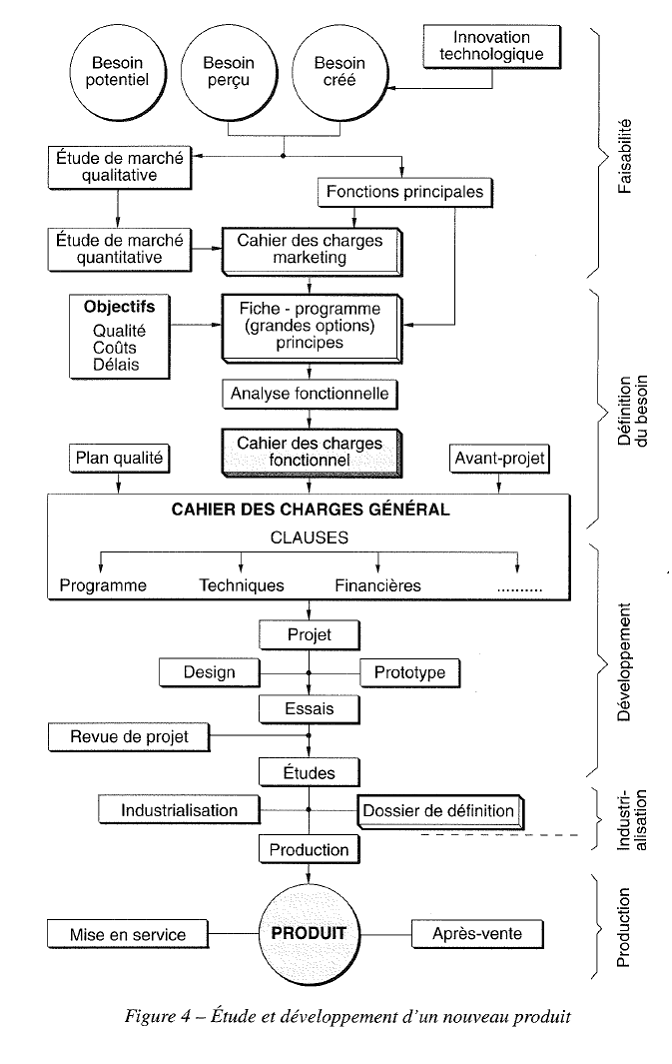 Besoin
potentiel
Besoin
perçu
Besoin
créé
Innovation
technologique
Étude de marché
qualitative
Fonctions principales
Étude de marché
quantitative
Cahier des charges
marketing
Faisabilité
Objectifs
Qualité
Coûts
Délais
Fiche - programme
(grandes options)
principes
Analyse fonctionnelle
Cahier des charges
fonctionnel
Plan qualité
Avant-projet
Définition
du besoin
CAHIER DES CHARGES GÉNÉRAL
CLAUSES
Programme
Techniques
Financières
..........
Projet
Design
Prototype
Essais
Revue de projet
Études
Développement
Industrialisation
Dossier de définition
Production
Industri-
alisation
Mise en service
PRODUIT
Après-vente
Production
Figure 4 – Étude et développement d'un nouveau produit